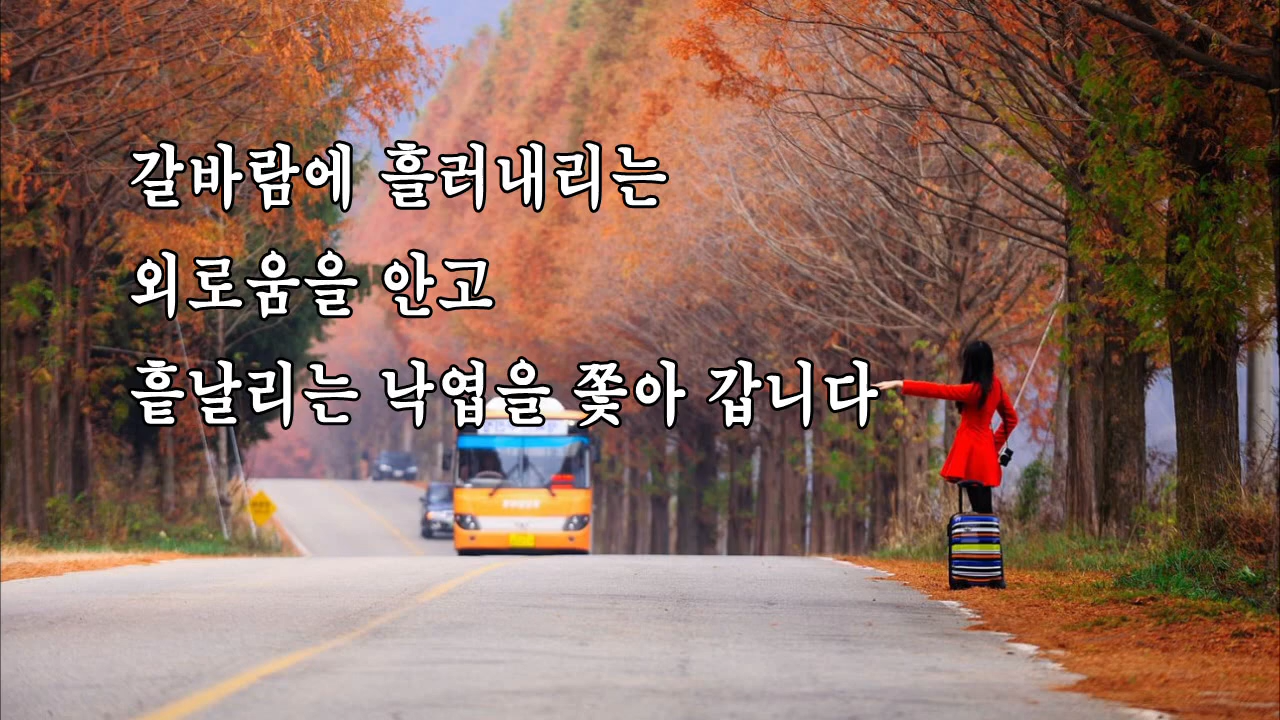 갈바람에 흘러내리는
외로움을 안고
흩날리는 낙엽을 쫓아 갑니다